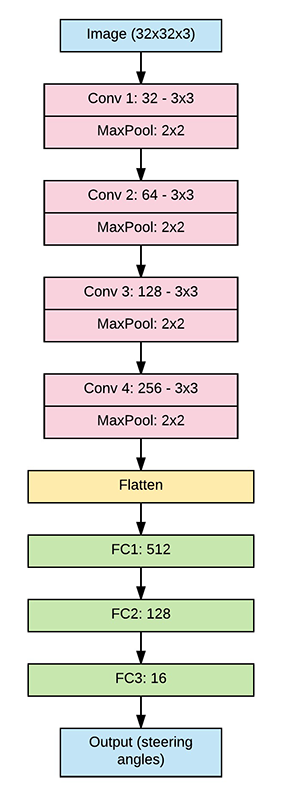 Image (32x32x3)
Conv 1: 32 - 3x3
MaxPool: 2x2
Conv 2: 64 - 3x3
MaxPool: 2x2
Conv 3: 128 - 3x3
MaxPool: 2x2
Conv 4: 256 - 3x3
MaxPool: 2x2
Flatten
FC1: 512
FC2: 128
FC3: 16
Output (steering
angles)